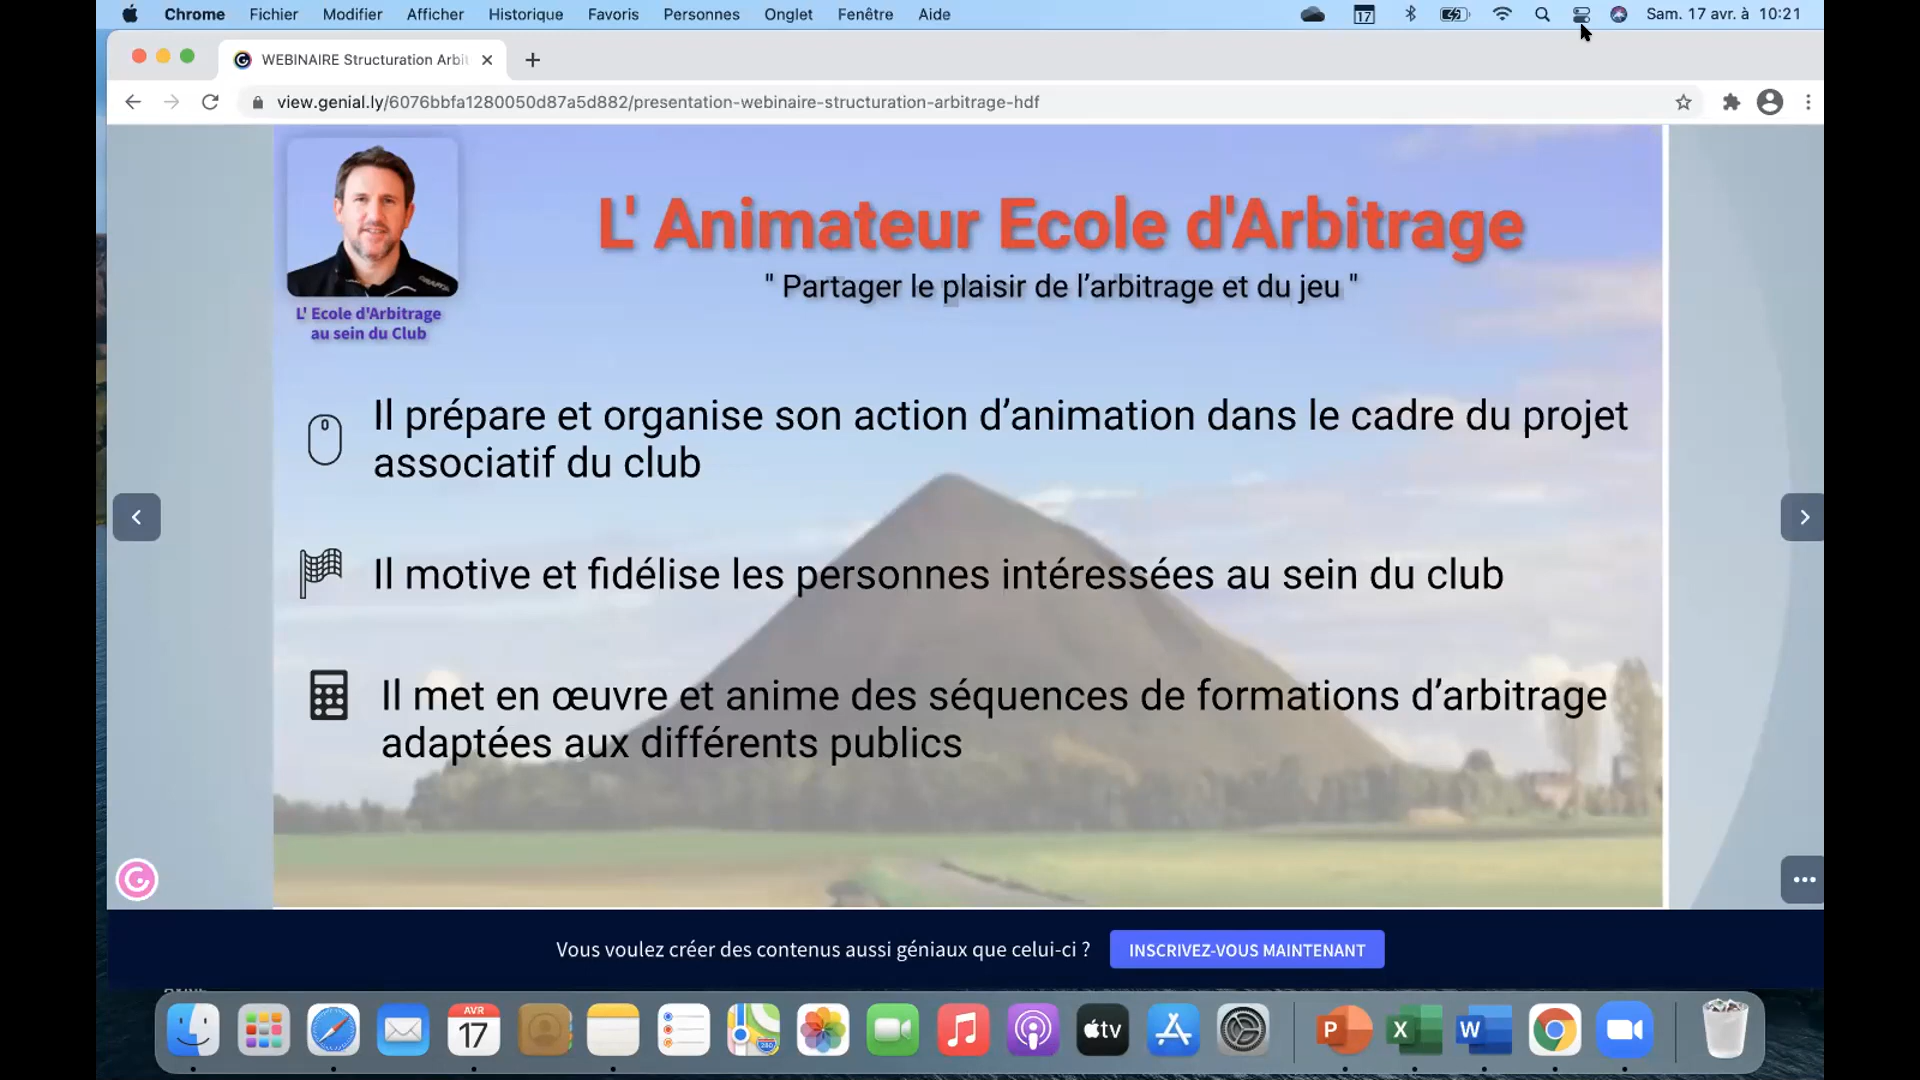 Chrome Fichier Modifier Afficher Historique Favoris Personnes Onglet Fenêtre Aide 17 Sam. 17 avr. à 10:21
WEBINAIRE Structuration Arbi
view.genial.ly/6076bbfa1280050d87a5d882/presentation-webinaire-structuration-arbitrage-hdf
L' Animateur Ecole d'Arbitrage
" Partager le plaisir de l’arbitrage et du jeu "
L' Ecole d'Arbitrage
au sein du Club
Il prépare et organise son action d’animation dans le cadre du projet
associatif du club
Il motive et fidélise les personnes intéressées au sein du club
Il met en œuvre et anime des séquences de formations d’arbitrage
adaptées aux différents publics
Vous voulez créer des contenus aussi géniaux que celui-ci ? INSCRIVEZ-VOUS MAINTENANT
AVR
17
280
tv
P X W